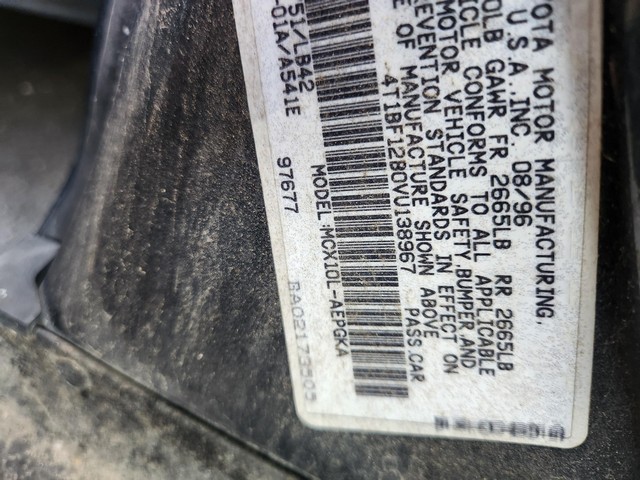 OTA MOTOR MANUFACTURING,
U.S.A.,INC. 08/96
0LB GAWR FR 2665LB RR 2665LB
ICLE CONFORMS TO ALL APPLICABLE
MOTOR VEHICLE SAFETY,BUMPER,AND
REVENTION STANDARDS IN EFFECT ON
E OF MANUFACTURE SHOWN ABOVE
4T1BF12B0VU138967 PASS.CAR
MODEL:MCX10L-AEPGKA
51/LB42
-01A/A541E 97677